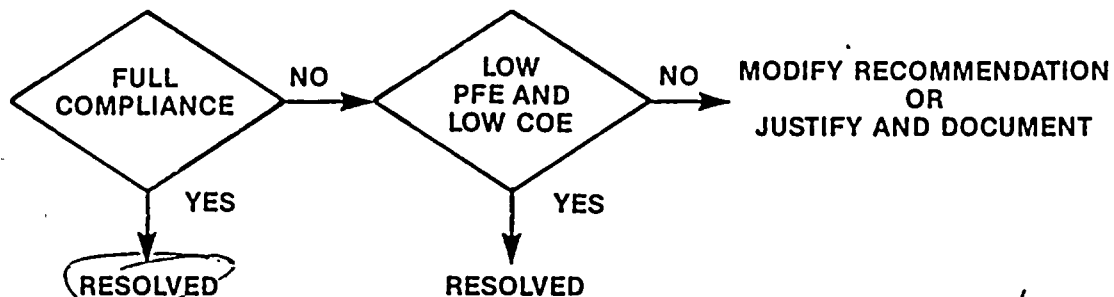 FULL
COMPLIANCE
NO
LOW
PFE AND
LOW COE
NO
MODIFY RECOMMENDATION
OR
JUSTIFY AND DOCUMENT
YES
YES
RESOLVED
RESOLVED